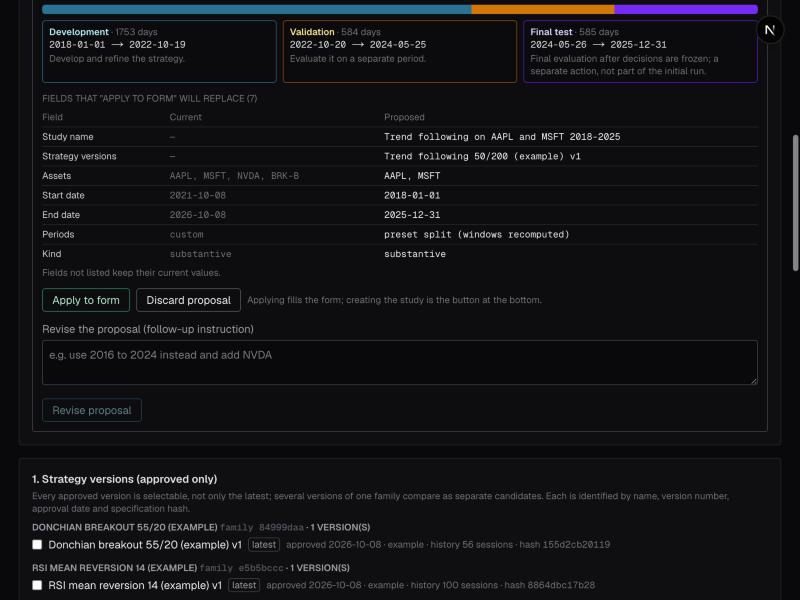 Development · 1753 days
2018-01-01 → 2022-10-19
Develop and refine the strategy.
Validation · 584 days
2022-10-20 → 2024-05-25
Evaluate it on a separate period.
Final test · 585 days
2024-05-26 → 2025-12-31
Final evaluation after decisions are frozen; a
separate action, not part of the initial run.
N
FIELDS THAT "APPLY TO FORM" WILL REPLACE (7)
Field Current Proposed
Study name — Trend following on AAPL and MSFT 2018-2025
Strategy versions — Trend following 50/200 (example) v1
Assets AAPL, MSFT, NVDA, BRK-B AAPL, MSFT
Start date 2021-10-08 2018-01-01
End date 2026-10-08 2025-12-31
Periods custom preset split (windows recomputed)
Kind substantive substantive
Fields not listed keep their current values.
Apply to form Discard proposal Applying fills the form; creating the study is the button at the bottom.
Revise the proposal (follow-up instruction)
e.g. use 2016 to 2024 instead and add NVDA
Revise proposal
1. Strategy versions (approved only)
Every approved version is selectable, not only the latest; several versions of one family compare as separate candidates. Each is identified by name, version number,
approval date and specification hash.
DONCHIAN BREAKOUT 55/20 (EXAMPLE) family 84999daa · 1 VERSION(S)
Donchian breakout 55/20 (example) v1 latest approved 2026-10-08 · example · history 56 sessions · hash 155d2cb20119
RSI MEAN REVERSION 14 (EXAMPLE) family e5b5bccc · 1 VERSION(S)
RSI mean reversion 14 (example) v1 latest approved 2026-10-08 · example · history 100 sessions · hash 8864dbc17b28